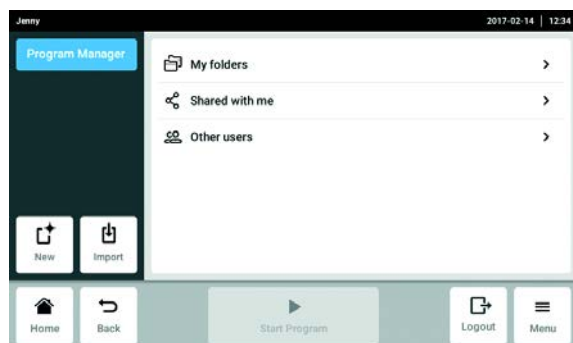 Jenny 2017-02-14 | 12:34
Program Manager
My folders
Shared with me
Other users
New Import
Home Back Start Program Logout Menu